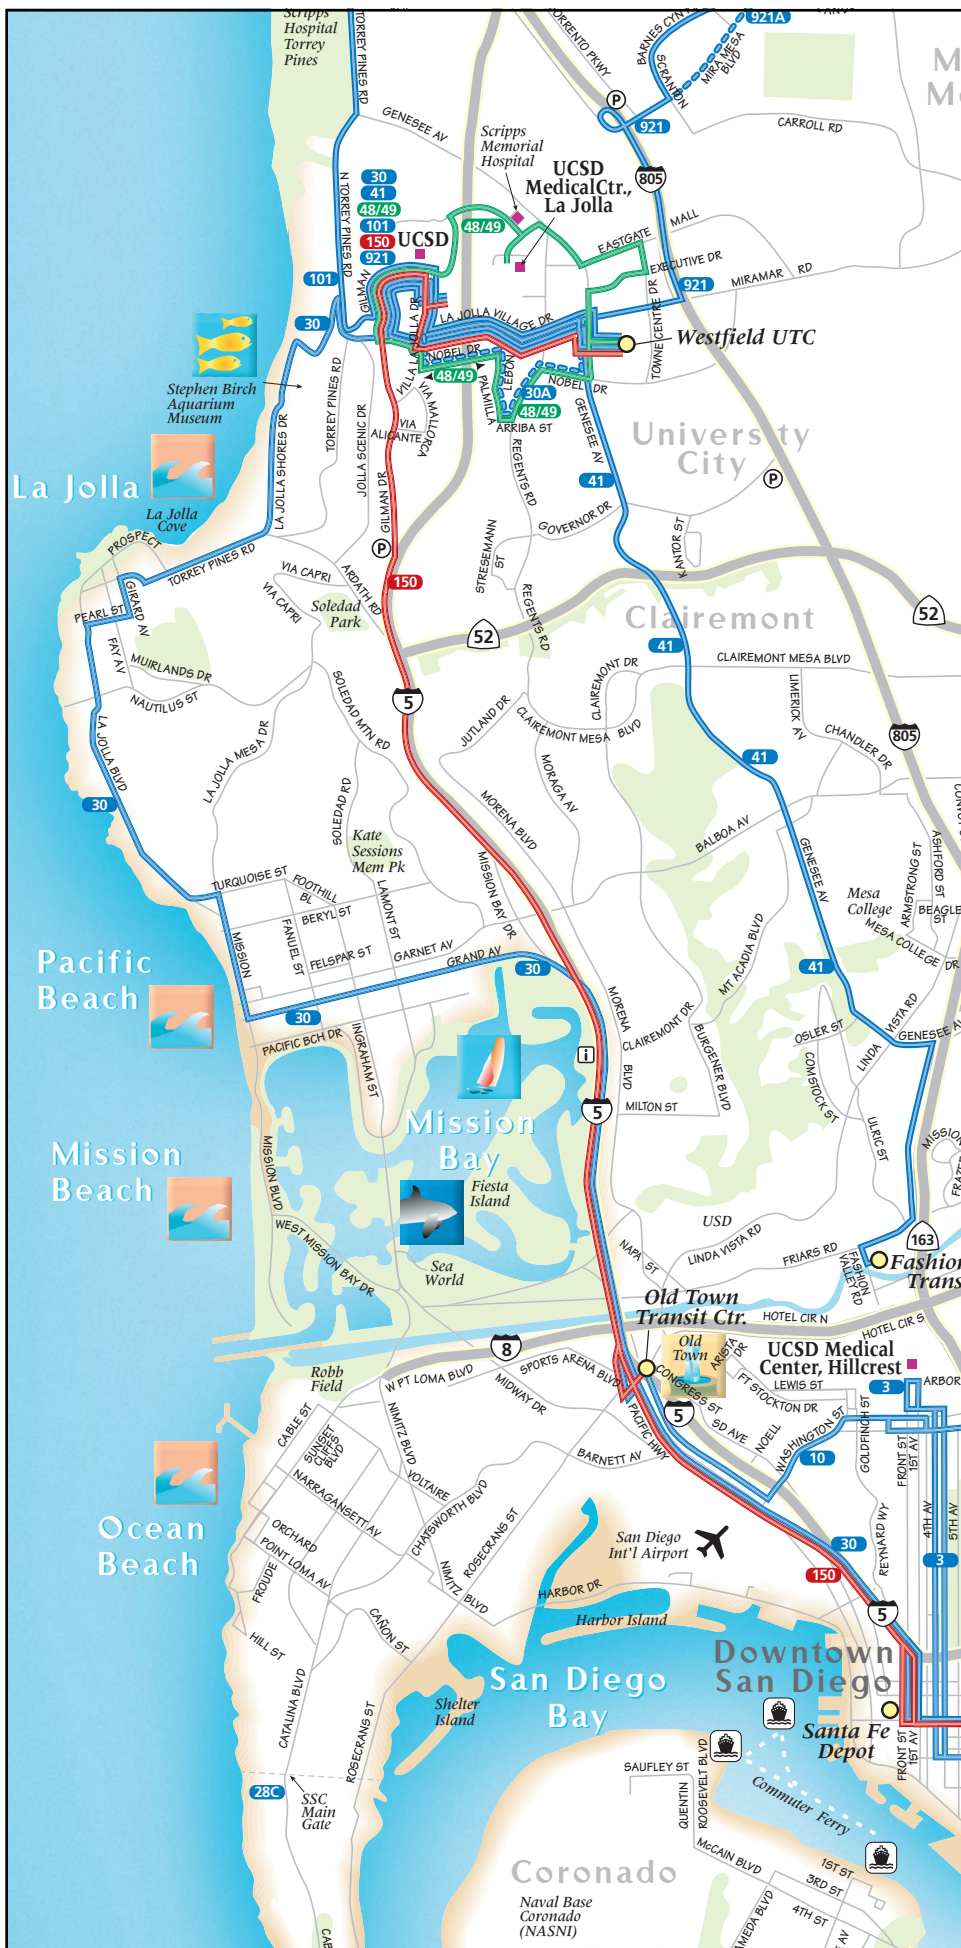 Scripps
Hospital
Torrey
Pines
TORREY PINES RD
TORREY PINES RD
GENESEE AV
TORRENTO PKWY
BARNES CYN
SCRANTON
MIRA MESA
BLVD
921A
921
CARROLL RD
805
Scripps
Memorial
Hospital
UCSD
MedicalCtr.,
La Jolla
N TORREY PINES RD
N TORREY PINES RD
30
41
48/49
101
150
921
UCSD
48/49
EASTGATE
MALL
EXECUTIVE DR
MIRAMAR RD
921
101
30
GILMAN
LA JOLLA VILLAGE DR
VILLA LA JOLLA DR
NOBEL DR
48/49
VIA MALLORCA
PALMILLA
LEBON
30A
48/49
NOBEL DR
ARRIBA ST
TOWNE CENTRE DR
Westfield UTC
Stephen Birch
Aquarium
Museum
TORREY PINES RD
LA JOLLA SHORES DR
JOLLA SCENIC DR
VIA
ALICANTE
GILMAN DR
REGENTS RD
GENESEE AV
41
University
City
La Jolla
La Jolla
Cove
PROSPECT
TORREY PINES RD
GOVERNOR DR
STRESEMANN
ST
KANTOR ST
VIA CAPRI
VIA CAPRI
ARDATH RD
150
Soledad
Park
REGENTS RD
52
52
Clairemont
PEARL ST
GIRARD AV
FAY AV
MUIRLANDS DR
NAUTILUS ST
41
CLAIREMONT DR
CLAIREMONT MESA BLVD
5
LIMERICK
AV
SOLEDAD MTN RD
JUTLAND DR
CLAIREMONT MESA BLVD
CHANDLER DR
805
LA JOLLA BLVD
LA JOLLA MESA DR
41
MORAGA AV
30
SOLEDAD RD
MORENA BLVD
BALBOA AV
GENESEE AV
CONVOY
ASHFORD ST
ARMSTRONG ST
Kate
Sessions
Mem Pk
MISSION BAY DR
TURQUOISE ST
FOOTHILL
BL
BERYL ST
LAMONT ST
Mesa
College
BEAGLE
ST
MESA COLLEGE DR
MT ACADIA BLVD
FANUEL ST
FELSPAR ST
GARNET AV
GRAND AV
MISSION
30
41
Pacific
Beach
30
PACIFIC BCH DR
INGRAHAM ST
MORENA
BLVD
CLAIREMONT DR
BURGENER BLVD
OSLER ST
LINDA VISTA RD
GENESEE AV
COMSTOCK ST
i
5
MILTON ST
ULRIC ST
MISSION
FRAZE
Mission
Bay
Mission
Beach
MISSION BLVD
WEST MISSION BAY DR
Fiesta
Island
Sea
World
USD
LINDA VISTA RD
NAPA ST
FRIARS RD
163
FASHION
VALLEY RD
Fashion
Trans
Old Town
Transit Ctr.
HOTEL CIR N
HOTEL CIR S
8
Old
Town
ARISTA
DR
UCSD Medical
Center, Hillcrest
Robb
Field
W PT LOMA BLVD
SPORTS ARENA BLVD
MIDWAY DR
CONGRESS ST
FT STOCKTON DR
LEWIS ST
3
ARBOR
CABLE ST
SUNSET
CLIFFS
BLVD
NIMITZ BLVD
PACIFIC HWY
5
SD AVE
NOELL
WASHINGTON ST
10
GOLDFINCH ST
FRONT ST
1ST AV
BARNETT AV
VOLTAIRE
CHATSWORTH BLVD
NARRAGANSETT AV
Ocean
Beach
ORCHARD
POINT LOMA AV
FROUDE
ROSECRANS ST
San Diego
Int'l Airport
30
150
REYNARD WY
4TH AV
5TH AV
3
NIMITZ BLVD
HARBOR DR
Harbor Island
5
HILL ST
CAÑON ST
CATALINA BLVD
ROSECRANS ST
Shelter
Island
San Diego
Bay
Downtown
San Diego
Santa Fe
Depot
FRONT ST
1ST AV
28C
SSC
Main
Gate
SAUFLEY ST
QUENTIN
ROOSEVELT BLVD
Commuter Ferry
McCAIN BLVD
1ST ST
3RD ST
4TH ST
Coronado
Naval Base
Coronado
(NASNI)
AMEDA BLVD
CAB